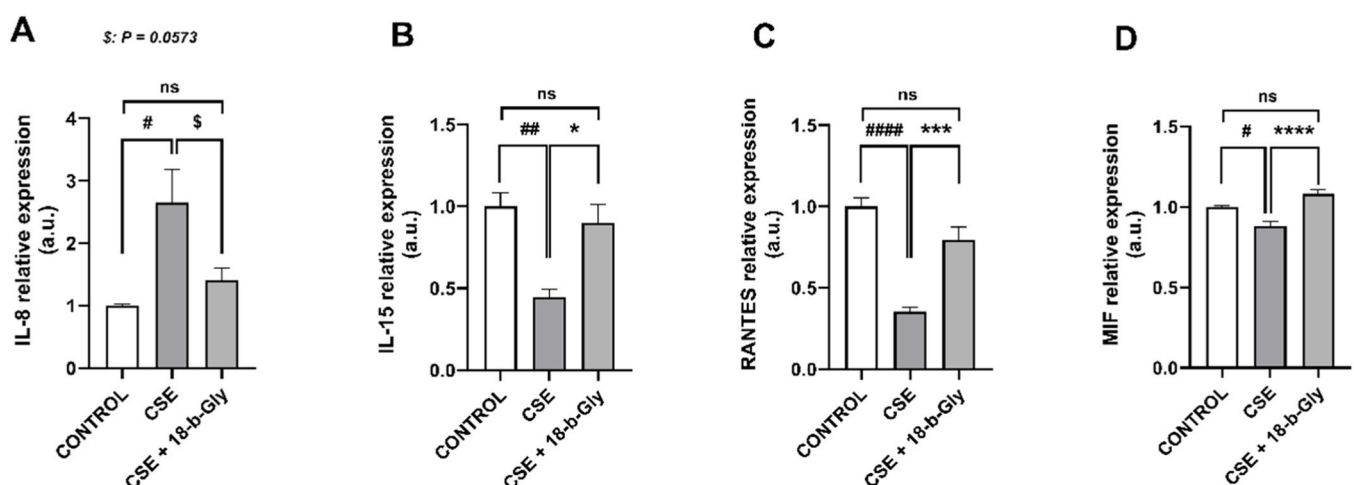 A
$: P = 0.0573
ns
# $
IL-8 relative expression
(a.u.)
4
3
2
1
0
CONTROL
CSE
CSE + 18-b-Gly
B
ns
## *
IL-15 relative expression
(a.u.)
1.5
1.0
0.5
0.0
CONTROL
CSE
CSE + 18-b-Gly
C
ns
#### ***
RANTES relative expression
(a.u.)
1.5
1.0
0.5
0.0
CONTROL
CSE
CSE + 18-b-Gly
D
ns
# ****
MIF relative expression
(a.u.)
1.5
1.0
0.5
0.0
CONTROL
CSE
CSE + 18-b-Gly